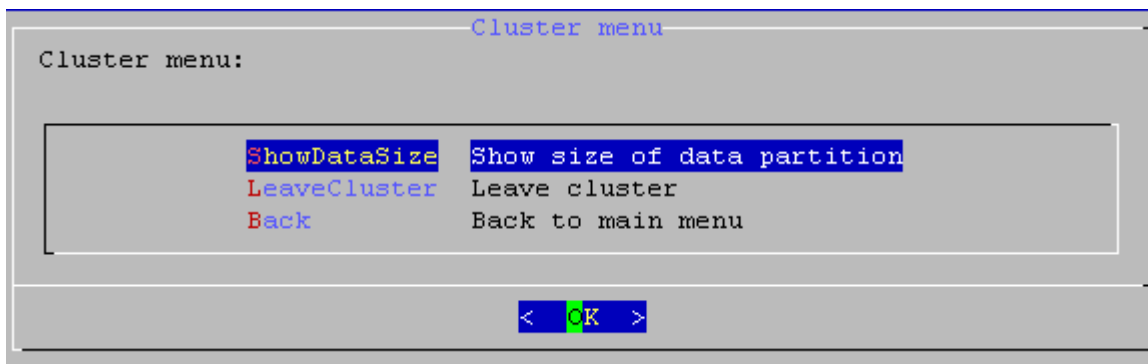 Cluster menu
Cluster menu:
ShowDataSize Show size of data partition
LeaveCluster Leave cluster
Back Back to main menu
< OK >